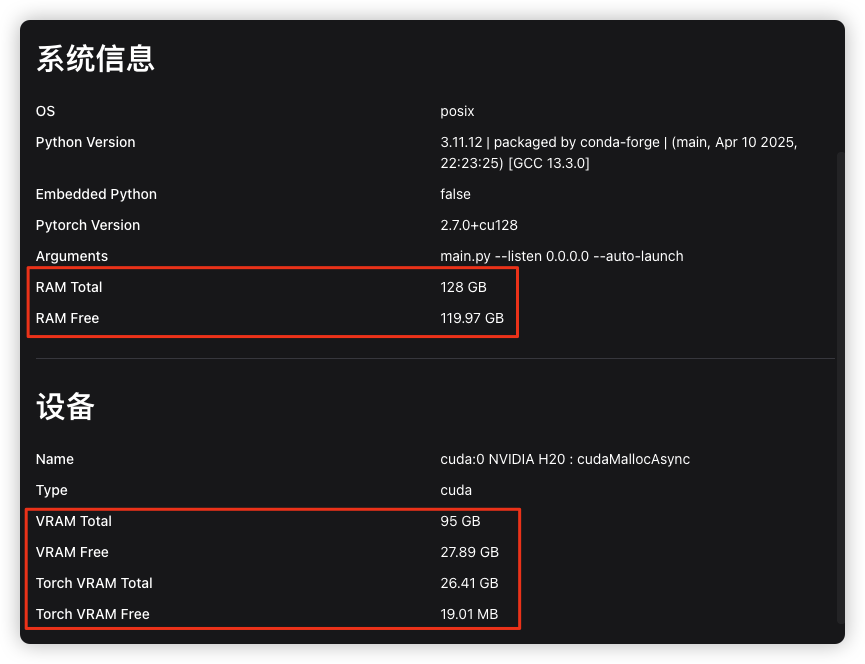 系统信息
OS posix
Python Version 3.11.12 | packaged by conda-forge | (main, Apr 10 2025,
22:23:25) [GCC 13.3.0]
Embedded Python false
Pytorch Version 2.7.0+cu128
Arguments main.py --listen 0.0.0.0 --auto-launch
RAM Total 128 GB
RAM Free 119.97 GB
设备
Name cuda:0 NVIDIA H20 : cudaMallocAsync
Type cuda
VRAM Total 95 GB
VRAM Free 27.89 GB
Torch VRAM Total 26.41 GB
Torch VRAM Free 19.01 MB